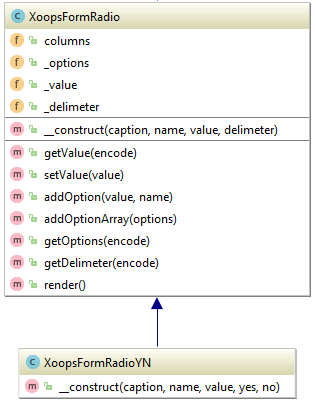 XoopsFormRadio
columns
_options
_value
_delimeter
__construct(caption, name, value, delimeter)
getValue(encode)
setValue(value)
addOption(value, name)
addOptionArray(options)
getOptions(encode)
getDelimeter(encode)
render()
XoopsFormRadioYN
__construct(caption, name, value, yes, no)